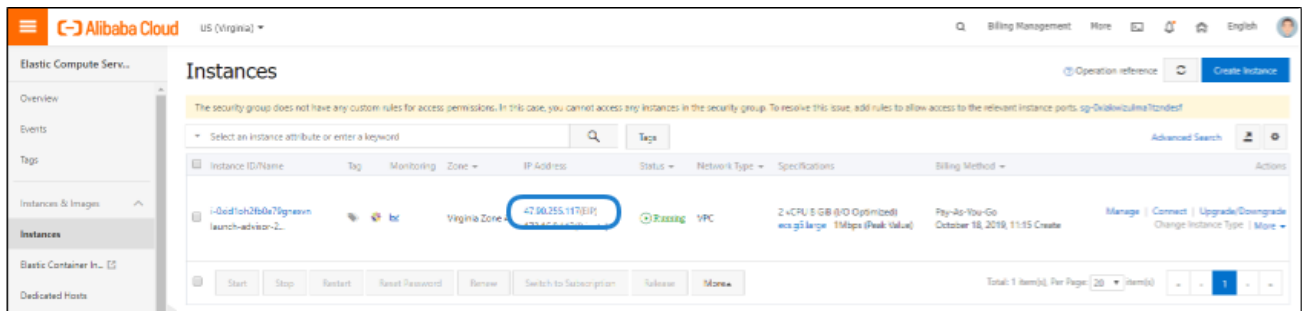 Alibaba Cloud US (Virginia) Billing Management More English
Elastic Compute Serv...
Instances
Operation reference Create Instance
Overview
The security group does not have any custom rules for access permissions. In this case, you cannot access any instances in the security group. To resolve this issue, add rules to allow access to the relevant instance ports.
Events
Select an instance attribute or enter a keyword Tags Advanced Search
Tags
Instance ID/Name Tag Monitoring Zone IP Address Status Network Type Specifications Billing Method Actions
Instances & Images
47.90.255.117(EIP)
Virginia Zone Running VPC 2 vCPU 8 GB (I/O Optimized) Pay-As-You-Go Manage Connect Upgrade/Downgrade
launch-advisor-2... ecs.g5.large 1Mbps (Peak Value) October 18, 2019, 11:15 Create Change Instance Type More
Instances
Elastic Container In...
Start Stop Restart Reset Password Renew Switch to Subscription Release More Total: 1 item(s), Per Page: 20 item(s) 1
Dedicated Hosts